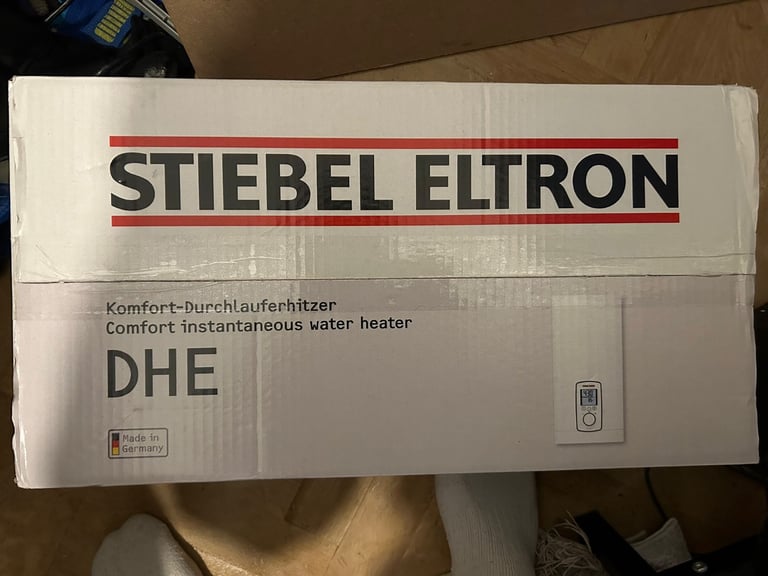 STIEBEL ELTRON
Komfort-Durchlauferhitzer
Comfort instantaneous water heater
DHE
Made in
Germany